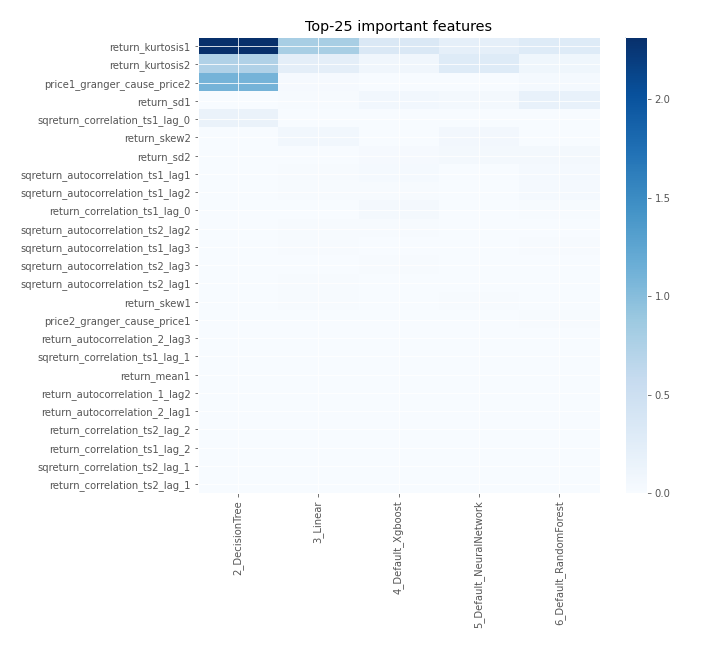 Top-25 important features
return_kurtosis1
return_kurtosis2
price1_granger_cause_price2
return_sd1
sqreturn_correlation_ts1_lag_0
return_skew2
return_sd2
sqreturn_autocorrelation_ts1_lag1
sqreturn_autocorrelation_ts1_lag2
return_correlation_ts1_lag_0
sqreturn_autocorrelation_ts2_lag2
sqreturn_autocorrelation_ts1_lag3
sqreturn_autocorrelation_ts2_lag3
sqreturn_autocorrelation_ts2_lag1
return_skew1
price2_granger_cause_price1
return_autocorrelation_2_lag3
sqreturn_correlation_ts1_lag_1
return_mean1
return_autocorrelation_1_lag2
return_autocorrelation_2_lag1
return_correlation_ts2_lag_2
return_correlation_ts1_lag_2
sqreturn_correlation_ts2_lag_1
return_correlation_ts2_lag_1
2_DecisionTree
3_Linear
4_Default_Xgboost
5_Default_NeuralNetwork
6_Default_RandomForest
2.0
1.5
1.0
0.5
0.0